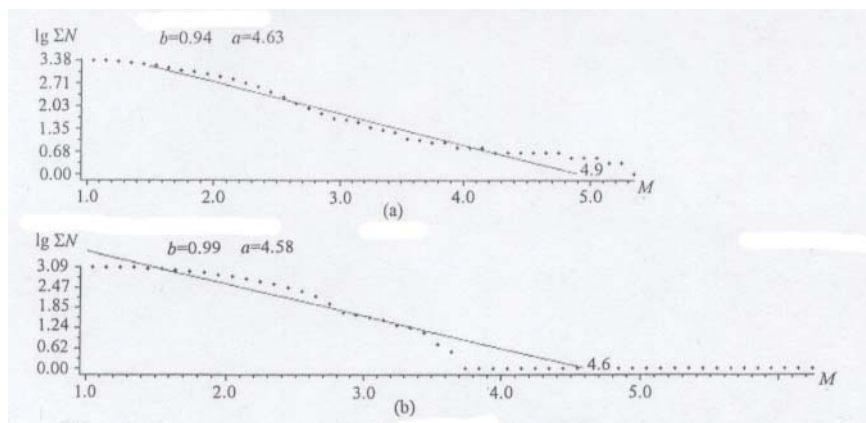 lg ΣN
b=0.94 a=4.63
3.38
2.71
2.03
1.35
0.68
0.00
4.9
1.0 2.0 3.0 4.0 5.0 M
(a)
lg ΣN
b=0.99 a=4.58
3.09
2.47
1.85
1.24
0.62
0.00
4.6
1.0 2.0 3.0 4.0 5.0 M
(b)